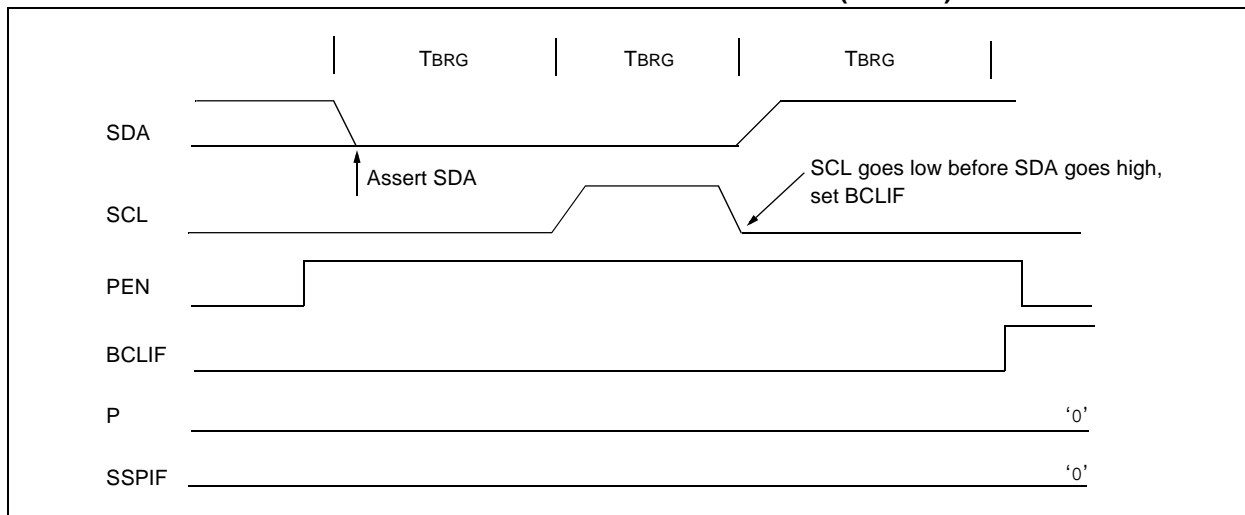 TBRG TBRG TBRG
SDA
Assert SDA
SCL goes low before SDA goes high,
set BCLIF
SCL
PEN
BCLIF
P ‘0’
SSPIF ‘0’